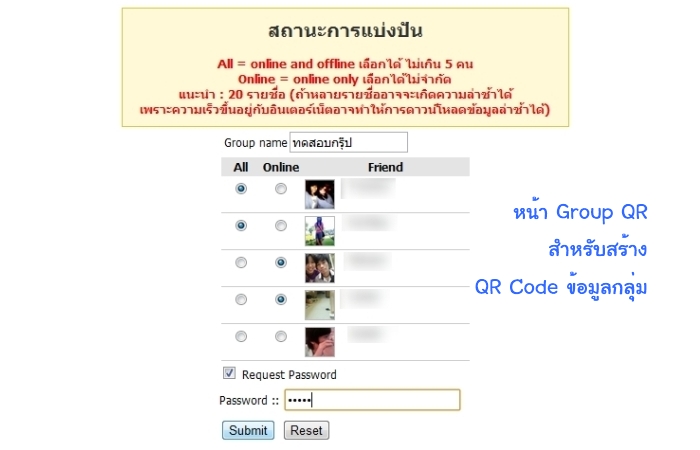 สถานะการแบ่งปัน
All = online and offline เลือกได้ ไม่เกิน 5 คน
Online = online only เลือกได้ไม่จำกัด
แนะนำ : 20 รายชื่อ (ถ้าหลายรายชื่ออาจจะเกิดความล่าช้าได้
เพราะความเร็วขึ้นอยู่กับอินเตอร์เน็ตอาจทำให้การดาวน์โหลดข้อมูลล่าช้าได้)
Group name ทดสอบกรุ๊ป
All Online Friend
หน้า Group QR
สำหรับสร้าง
QR Code ข้อมูลกลุ่ม
Request Password
Password :: •••••
Submit Reset